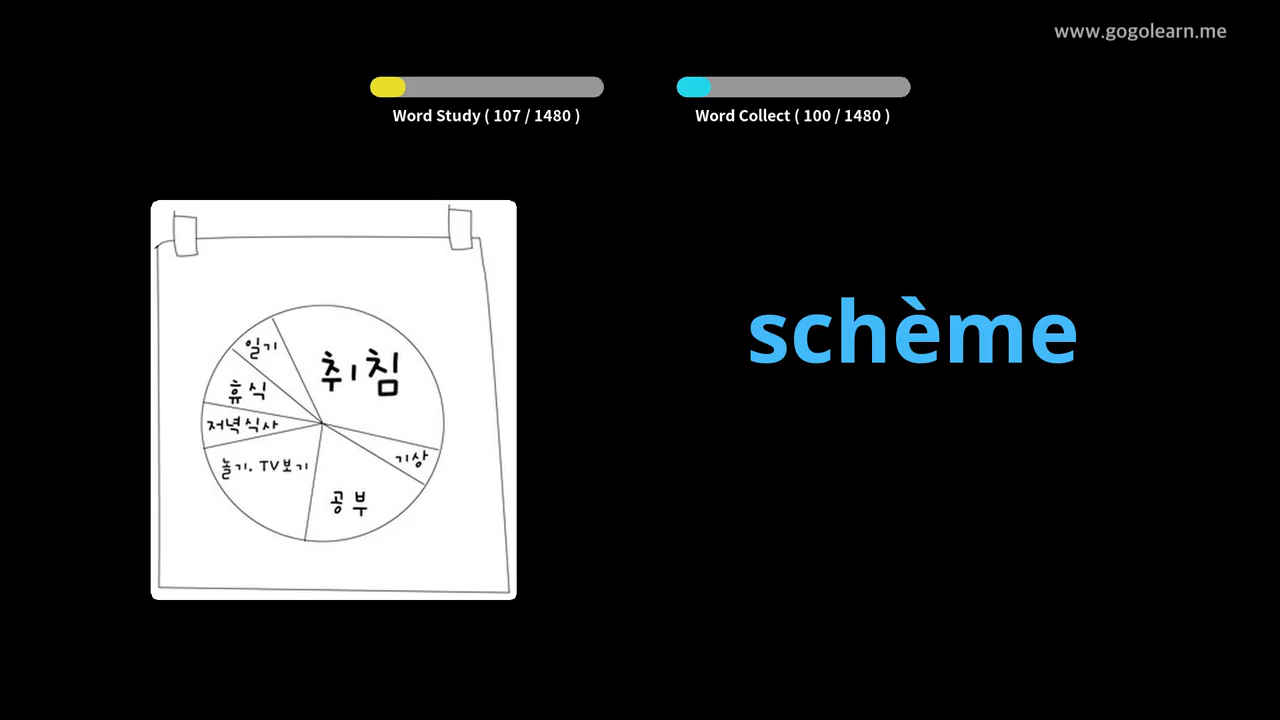 www.gogolearn.me
Word Study ( 107 / 1480 )
Word Collect ( 100 / 1480 )
일기
취침
휴식
저녁식사
놀기. TV보기
기상
공부
schème